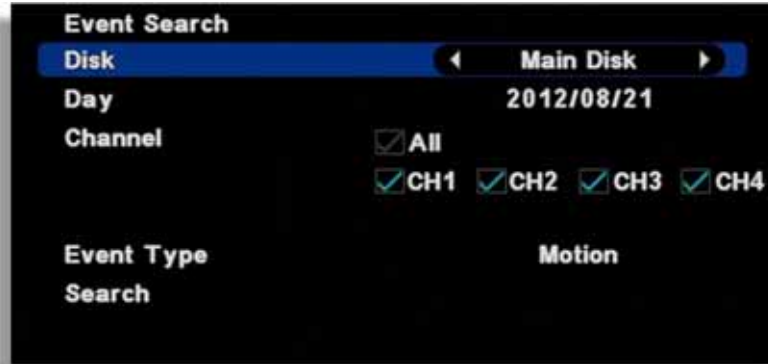 Event Search
Disk Main Disk
Day 2012/08/21
Channel All
CH1 CH2 CH3 CH4
Event Type Motion
Search